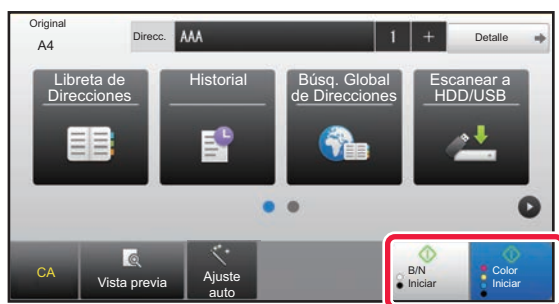 Original
A4
Direcc.
AAA
1
+
Detalle
Libreta de
Direcciones
Historial
Búsq. Global
de Direcciones
Escanear a
HDD/USB
CA
Vista previa
Ajuste
auto
B/N
Iniciar
Color
Iniciar